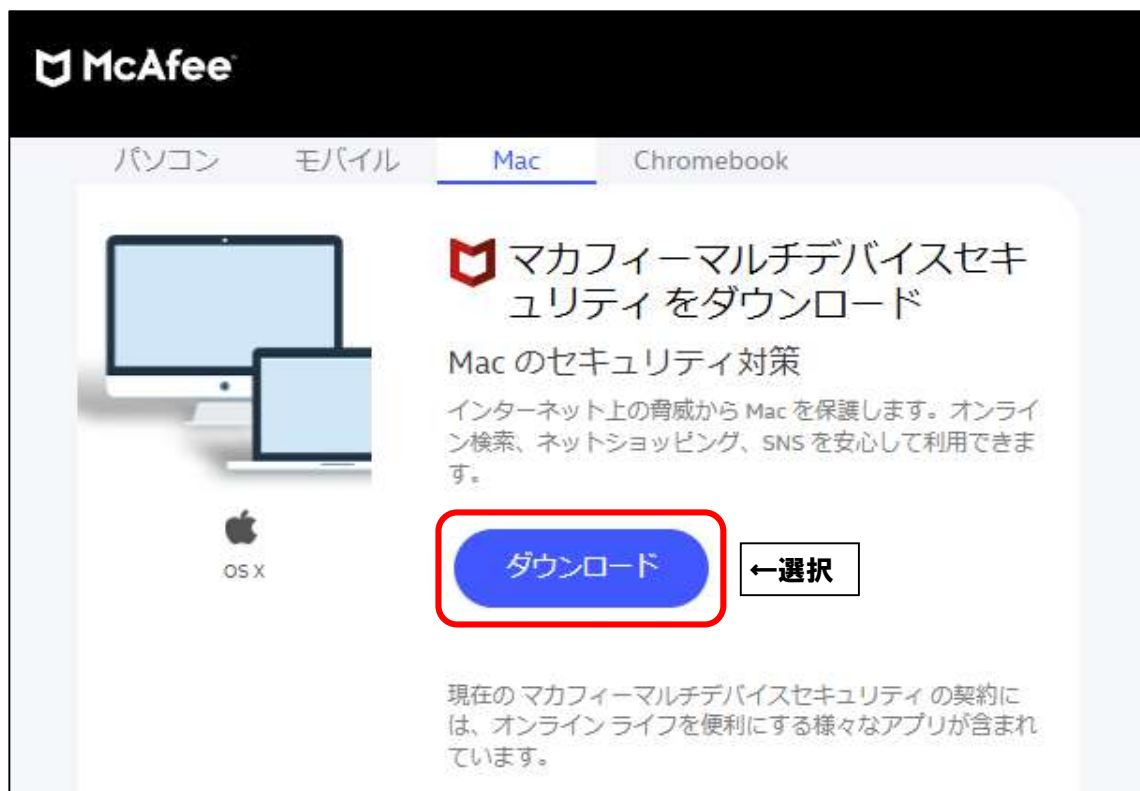 McAfee
パソコン モバイル Mac Chromebook
マカフィーマルチデバイスセキ
ュリティ をダウンロード
Mac のセキュリティ対策
インターネット上の脅威から Mac を保護します。オンライ
ン検索、ネットショッピング、SNS を安心して利用できま
す。
OS X
ダウンロード
←選択
現在の マカフィーマルチデバイスセキュリティ の契約に
は、オンライン ライフを便利にする様々なアプリが含まれ
ています。